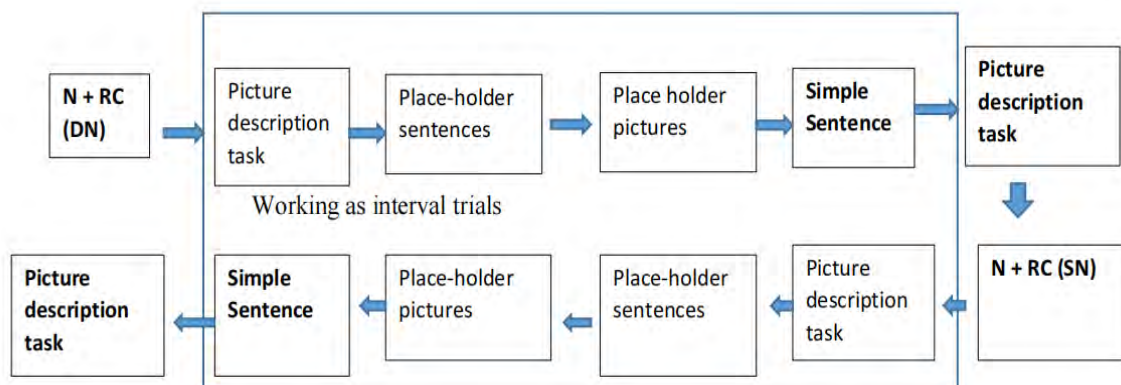 N + RC
(DN)
Picture
description
task
Place-holder
sentences
Place holder
pictures
Simple
Sentence
Picture
description
task
Working as interval trials
Picture
description
task
Simple
Sentence
Place-holder
pictures
Place-holder
sentences
Picture
description
task
N + RC (SN)